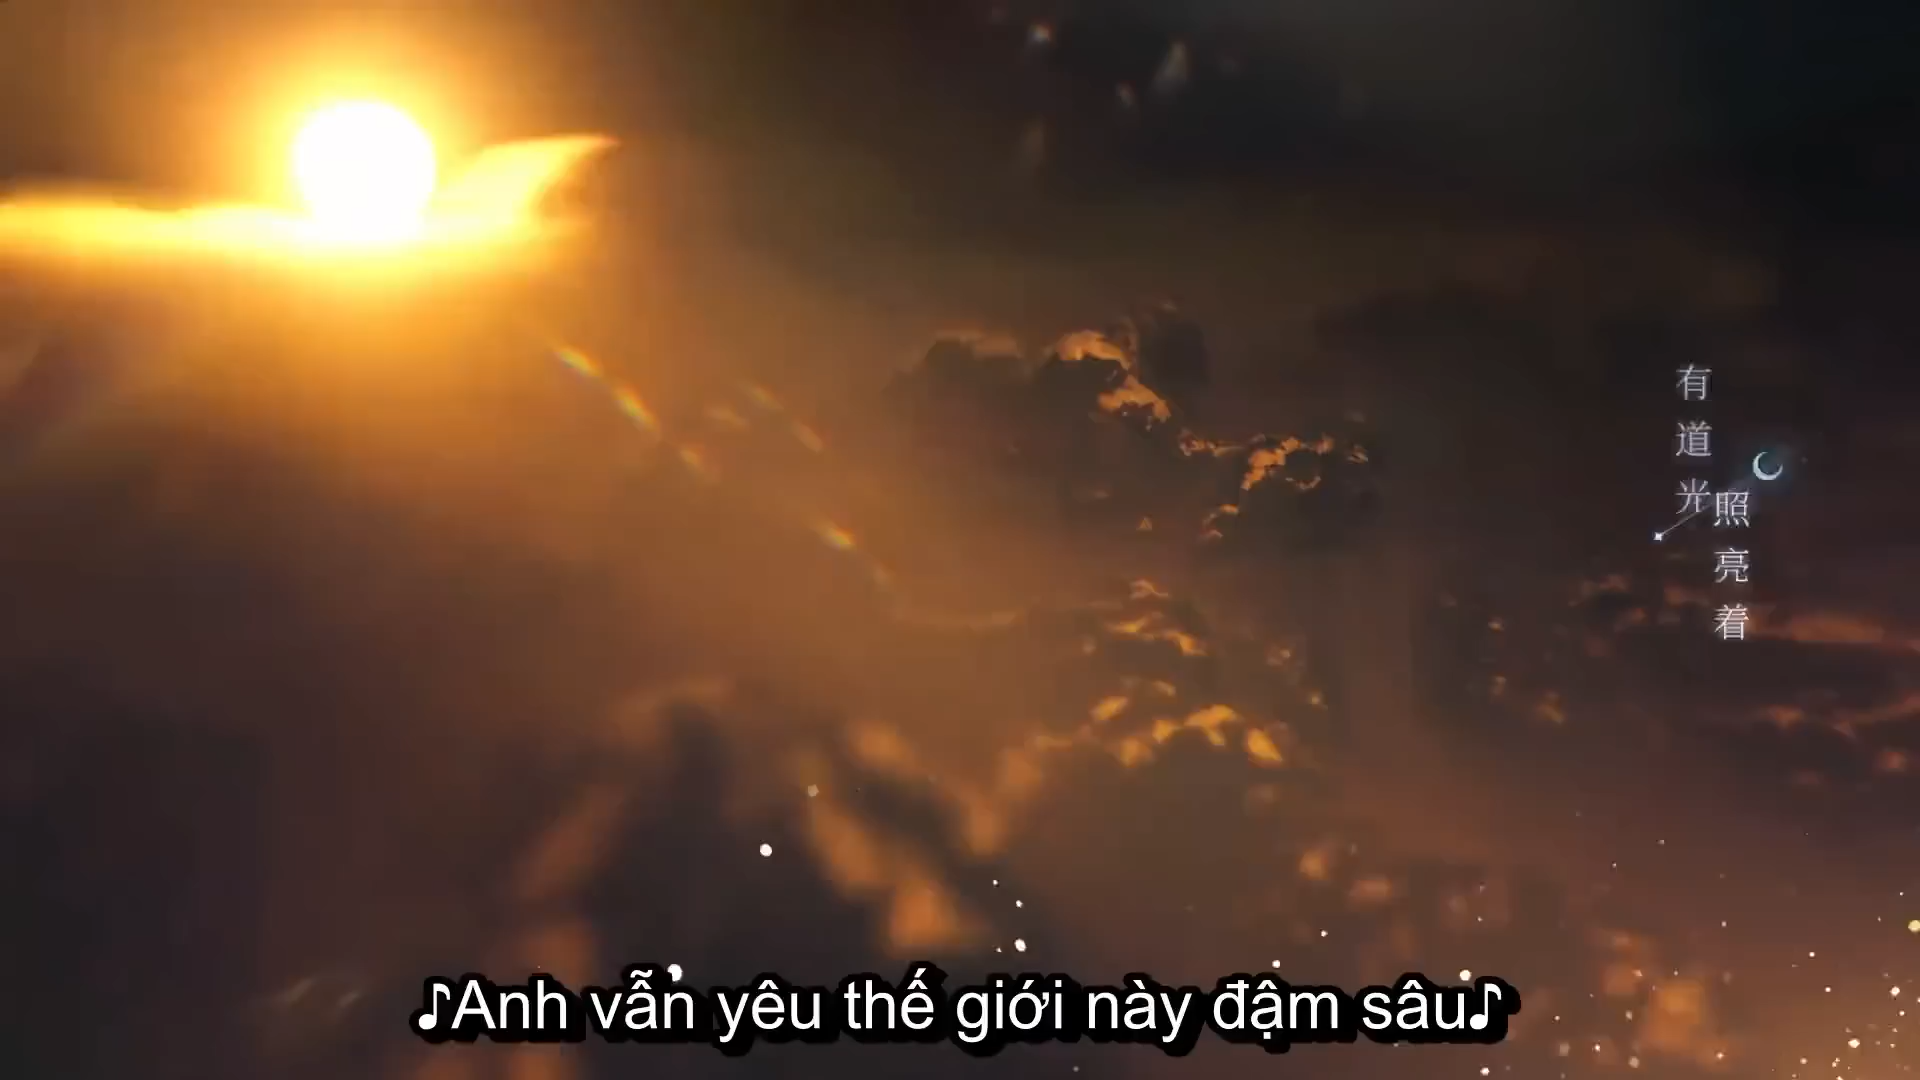 有道光
照亮着
♪Anh vẫn yêu thế giới này đậm sâu♪